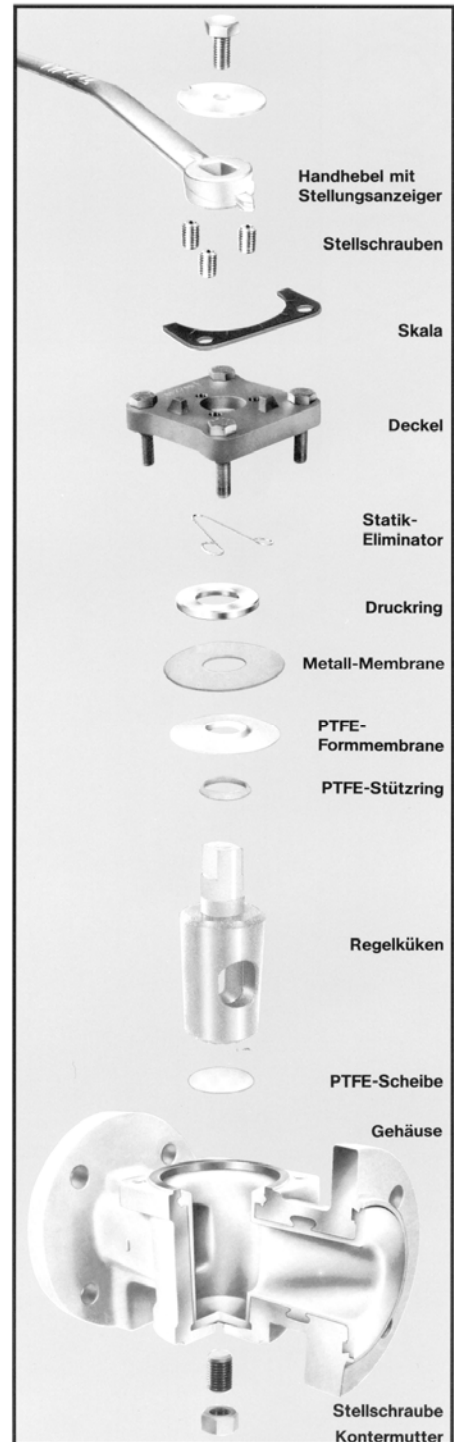 Handhebel mit
Stellungsanzeiger
Stellschrauben
Skala
Deckel
Statik-
Eliminator
Druckring
Metall-Membrane
PTFE-
Formmembrane
PTFE-Stützring
Regelküken
PTFE-Scheibe
Gehäuse
Stellschraube
Kontermutter